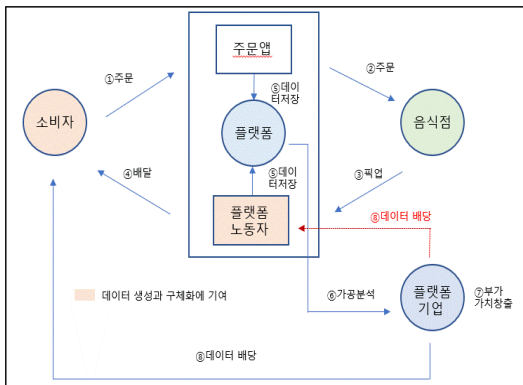 주문앱
①주문
②주문
⑤데이
터저장
소비자
플랫폼
음식점
⑤데이
터저장
④배달
③픽업
플랫폼
노동자
⑧데이터 배당
데이터 생성과 구체화에 기여
⑥가공분석
플랫폼
기업
⑦부가
가치창출
⑧데이터 배당